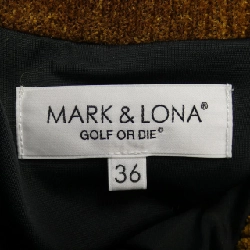 MARK & LONA®
GOLF OR DIE®
36